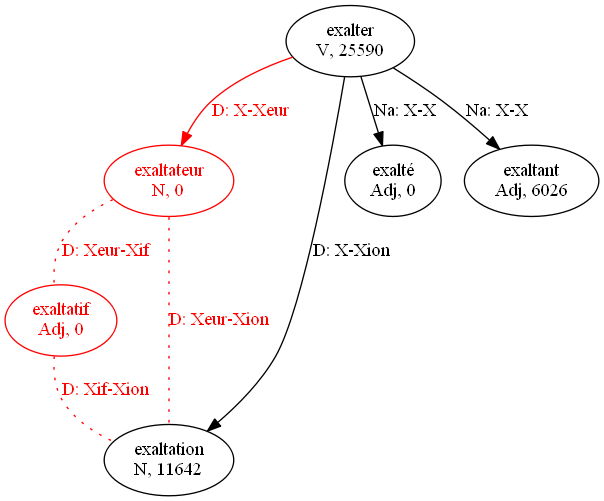 exalter
V, 25590
D: X-Xeur
Na: X-X
Na: X-X
exaltateur
N, 0
exalté
Adj, 0
exaltant
Adj, 6026
D: Xeur-Xif
D: X-Xion
exaltatif
Adj, 0
D: Xeur-Xion
D: Xif-Xion
exaltation
N, 11642